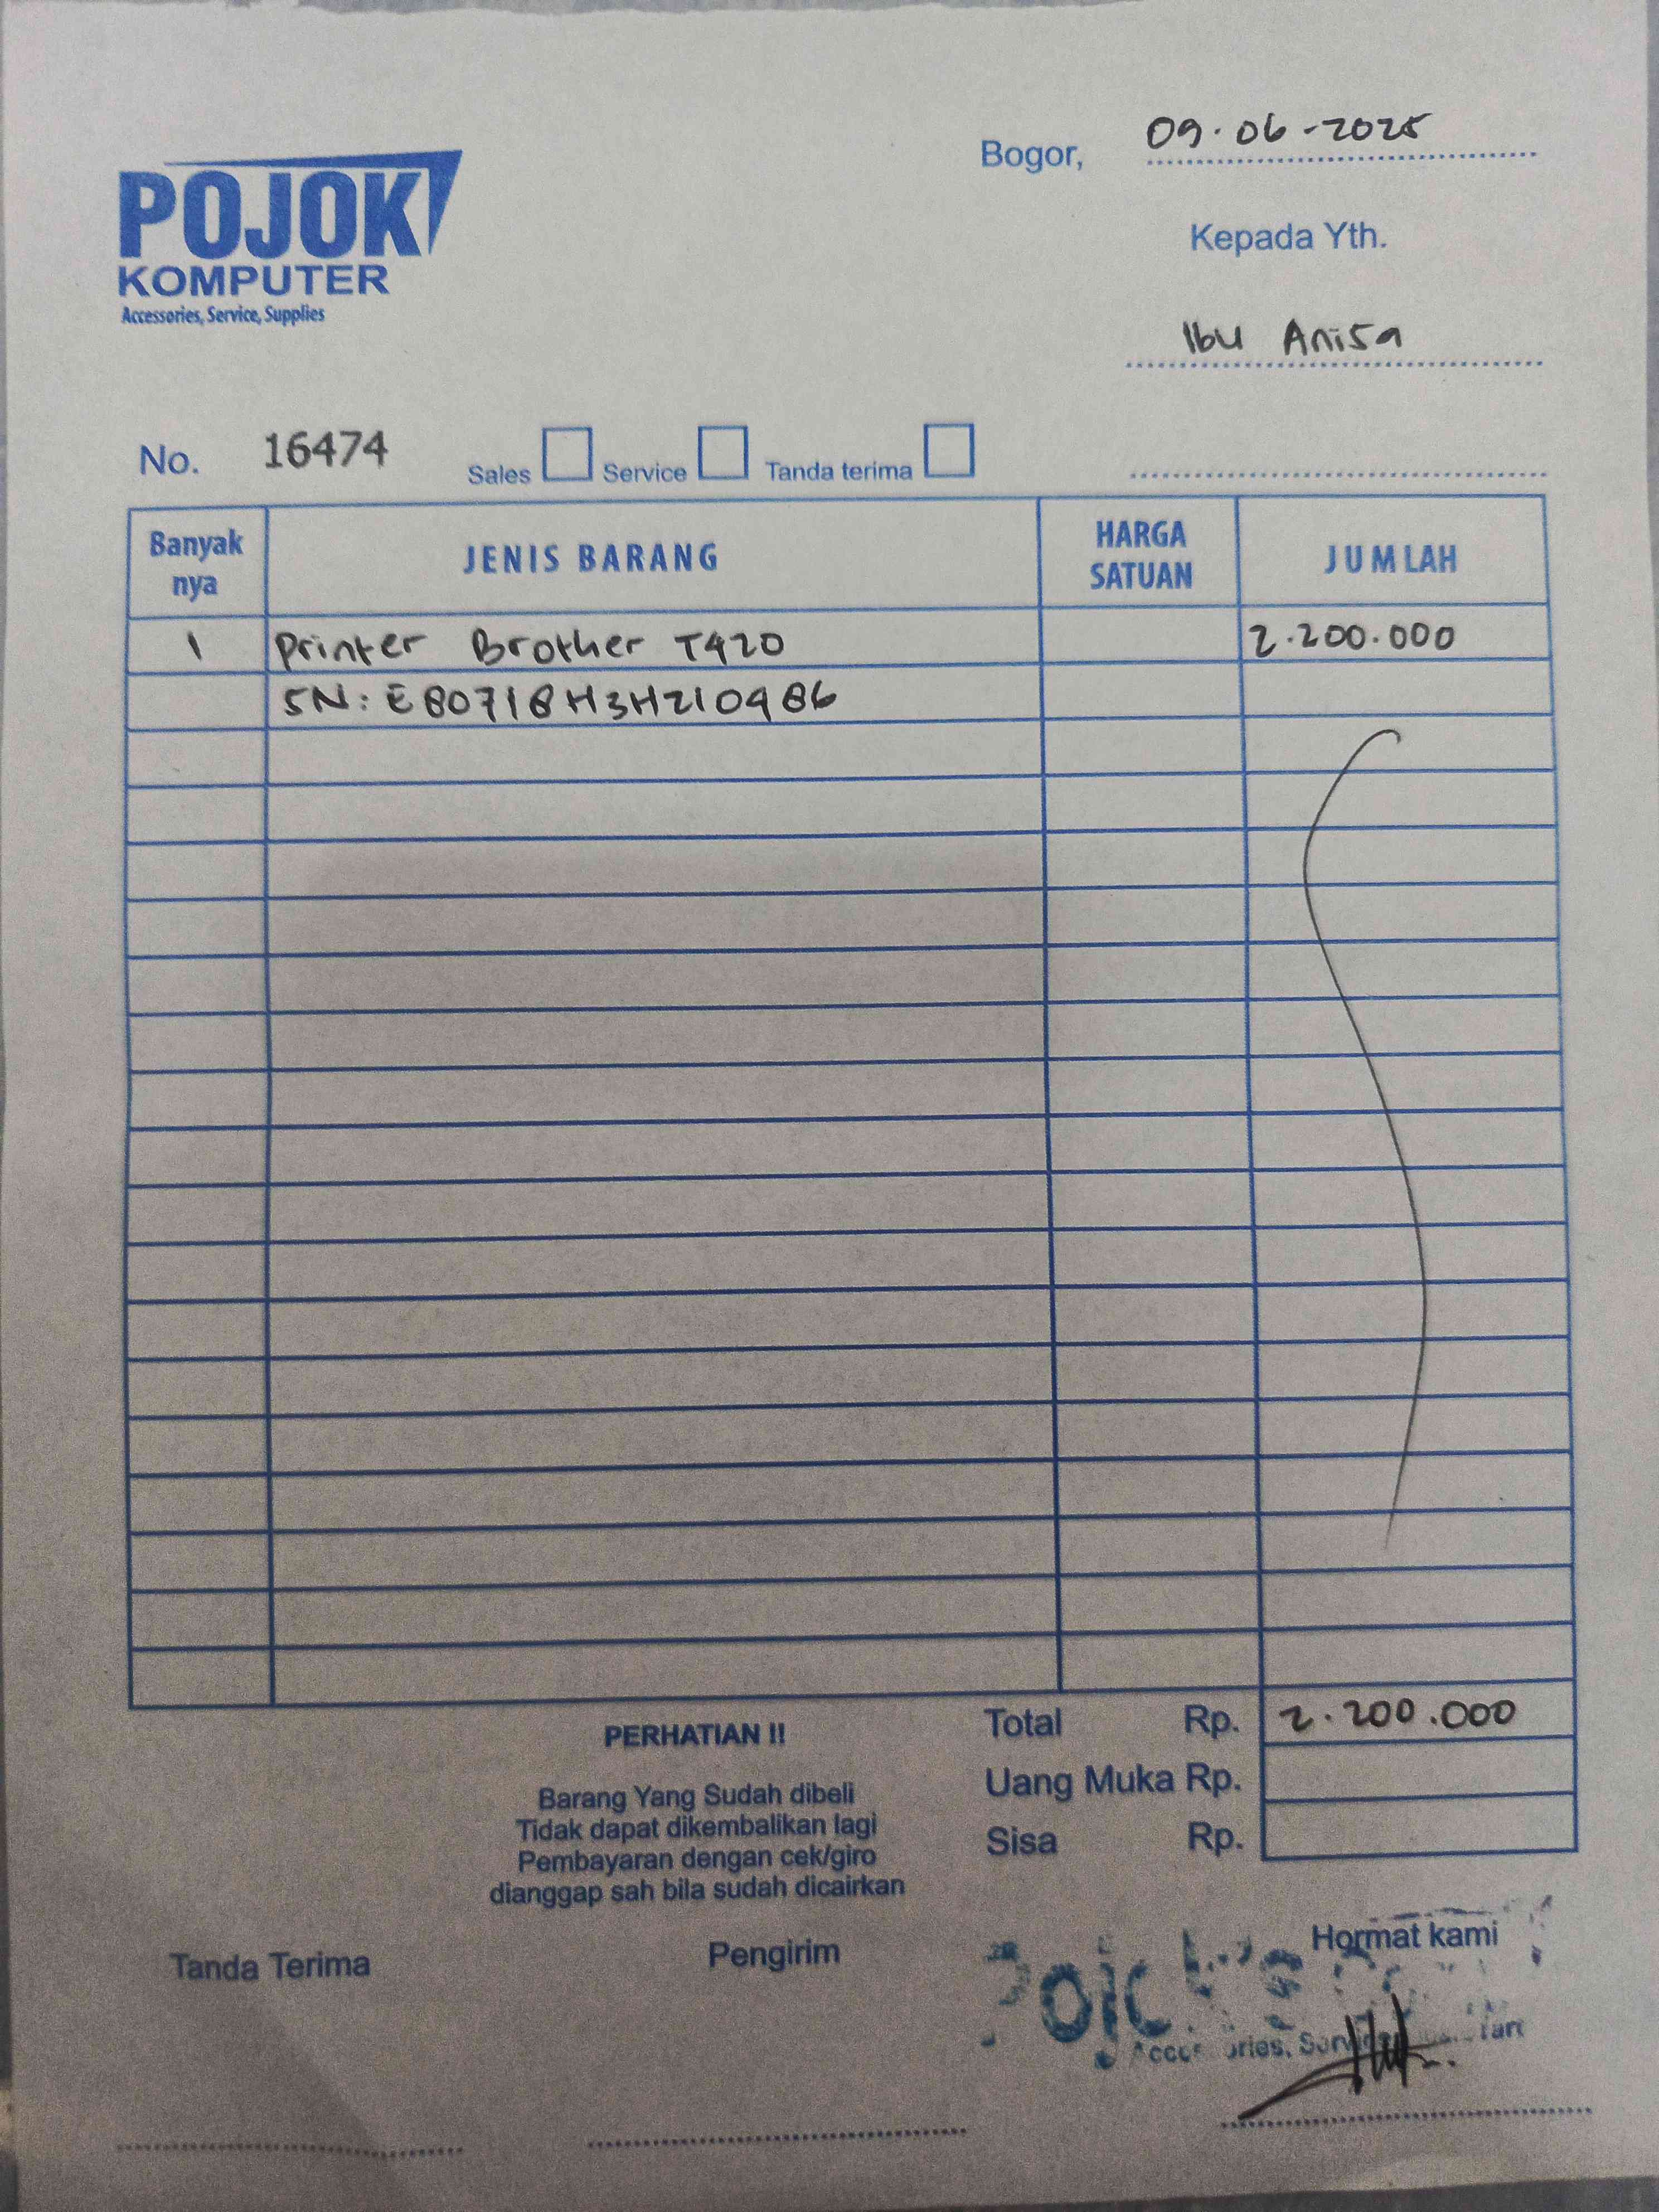 Bogor, 09-06-2025
POJOK
KOMPUTER
Accessories, Service, Supplies
Kepada Yth.
Ibu Anisa
No. 16474 Sales Service Tanda terima
Banyak nya JENIS BARANG HARGA SATUAN JUMLAH
1 Printer Brother T420 2.200.000
SN: E80718H3H210486
Total Rp. 2.200.000
Uang Muka Rp.
Sisa Rp.
PERHATIAN !!
Barang Yang Sudah dibeli
Tidak dapat dikembalikan lagi
Pembayaran dengan cek/giro
dianggap sah bila sudah dicairkan
Tanda Terima Pengirim Hormat kami